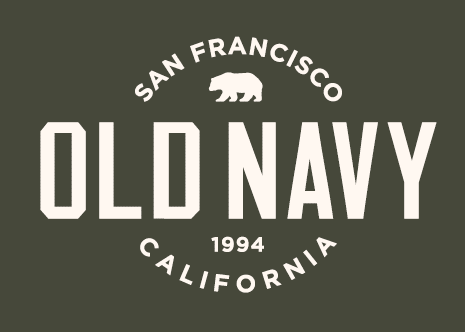 SAN FRANCISCO
OLD NAVY
1994
CALIFORNIA